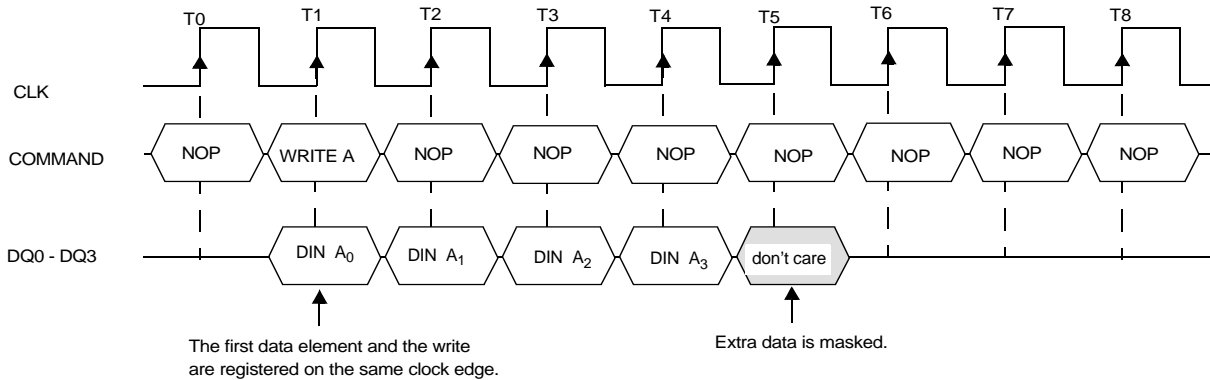 T0 T1 T2 T3 T4 T5 T6 T7 T8
CLK
COMMAND NOP WRITE A NOP NOP NOP NOP NOP NOP NOP
DQ0 - DQ3 DIN A0 DIN A1 DIN A2 DIN A3 don't care
The first data element and the write
are registered on the same clock edge.
Extra data is masked.